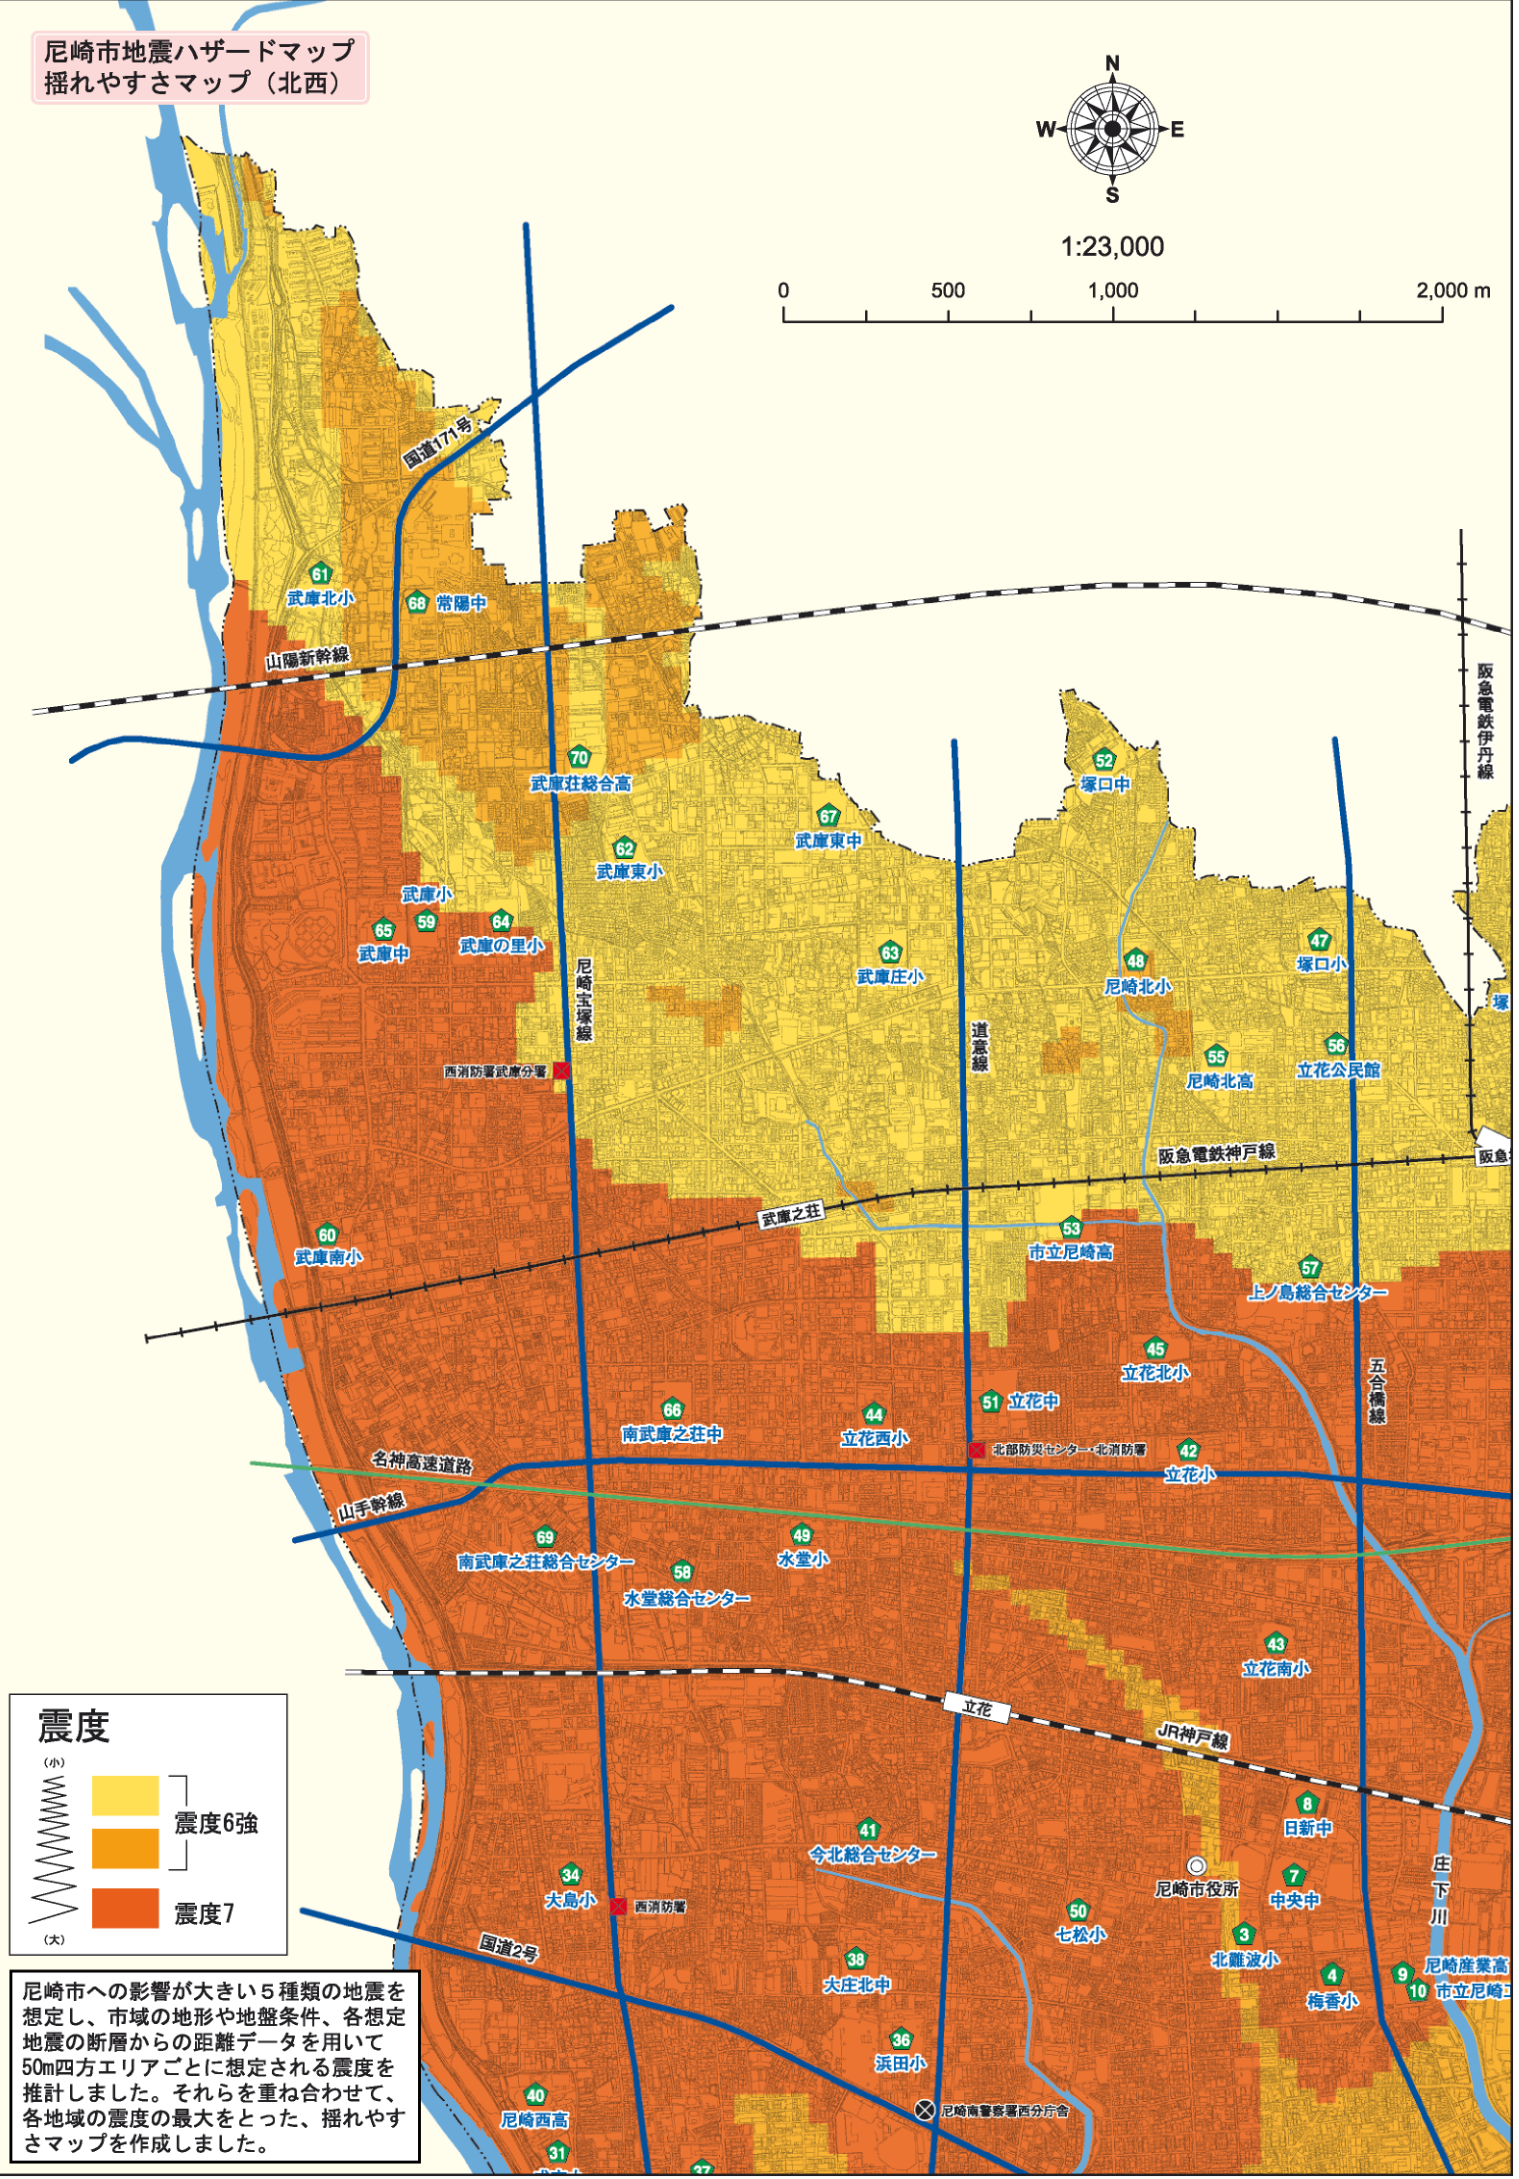 尼崎市地震ハザードマップ
揺れやすさマップ（北西）
N
W
E
S
1:23,000
0
500
1,000
2,000 m
国道171号
61
武庫北小
68 常陽中
山陽新幹線
阪急電鉄伊丹線
70
武庫荘総合高
52
塚口中
67
武庫東中
62
武庫東小
武庫小
59
65
武庫中
64
武庫の里小
63
武庫庄小
48
尼崎北小
47
塚口小
塚
尼崎宝塚線
道意線
西消防署武庫分署
55
尼崎北高
56
立花公民館
阪急電鉄神戸線
阪急
武庫之荘
60
武庫南小
53
市立尼崎高
57
上ノ島総合センター
45
立花北小
五合橋線
66
南武庫之荘中
44
立花西小
51 立花中
北部防災センター・北消防署
42
立花小
名神高速道路
山手幹線
69
南武庫之荘総合センター
49
水堂小
58
水堂総合センター
43
立花南小
立花
JR神戸線
8
日新中
41
今北総合センター
34
大島小
西消防署
尼崎市役所
7
中央中
庄下川
50
七松小
3
北難波小
国道2号
38
大庄北中
4
梅香小
9 尼崎産業高
10 市立尼崎工
36
浜田小
40
尼崎西高
尼崎南警察署西分庁舎
31
37
震度
（小）
震度6強
震度7
（大）
尼崎市への影響が大きい５種類の地震を
想定し、市域の地形や地盤条件、各想定
地震の断層からの距離データを用いて
50m四方エリアごとに想定される震度を
推計しました。それらを重ね合わせて、
各地域の震度の最大をとった、揺れやす
さマップを作成しました。